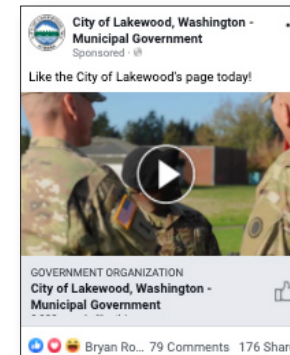 City of Lakewood, Washington -
Municipal Government
Sponsored ·
Like the City of Lakewood's page today!
GOVERNMENT ORGANIZATION
City of Lakewood, Washington -
Municipal Government
Bryan Ro... 79 Comments 176 Share